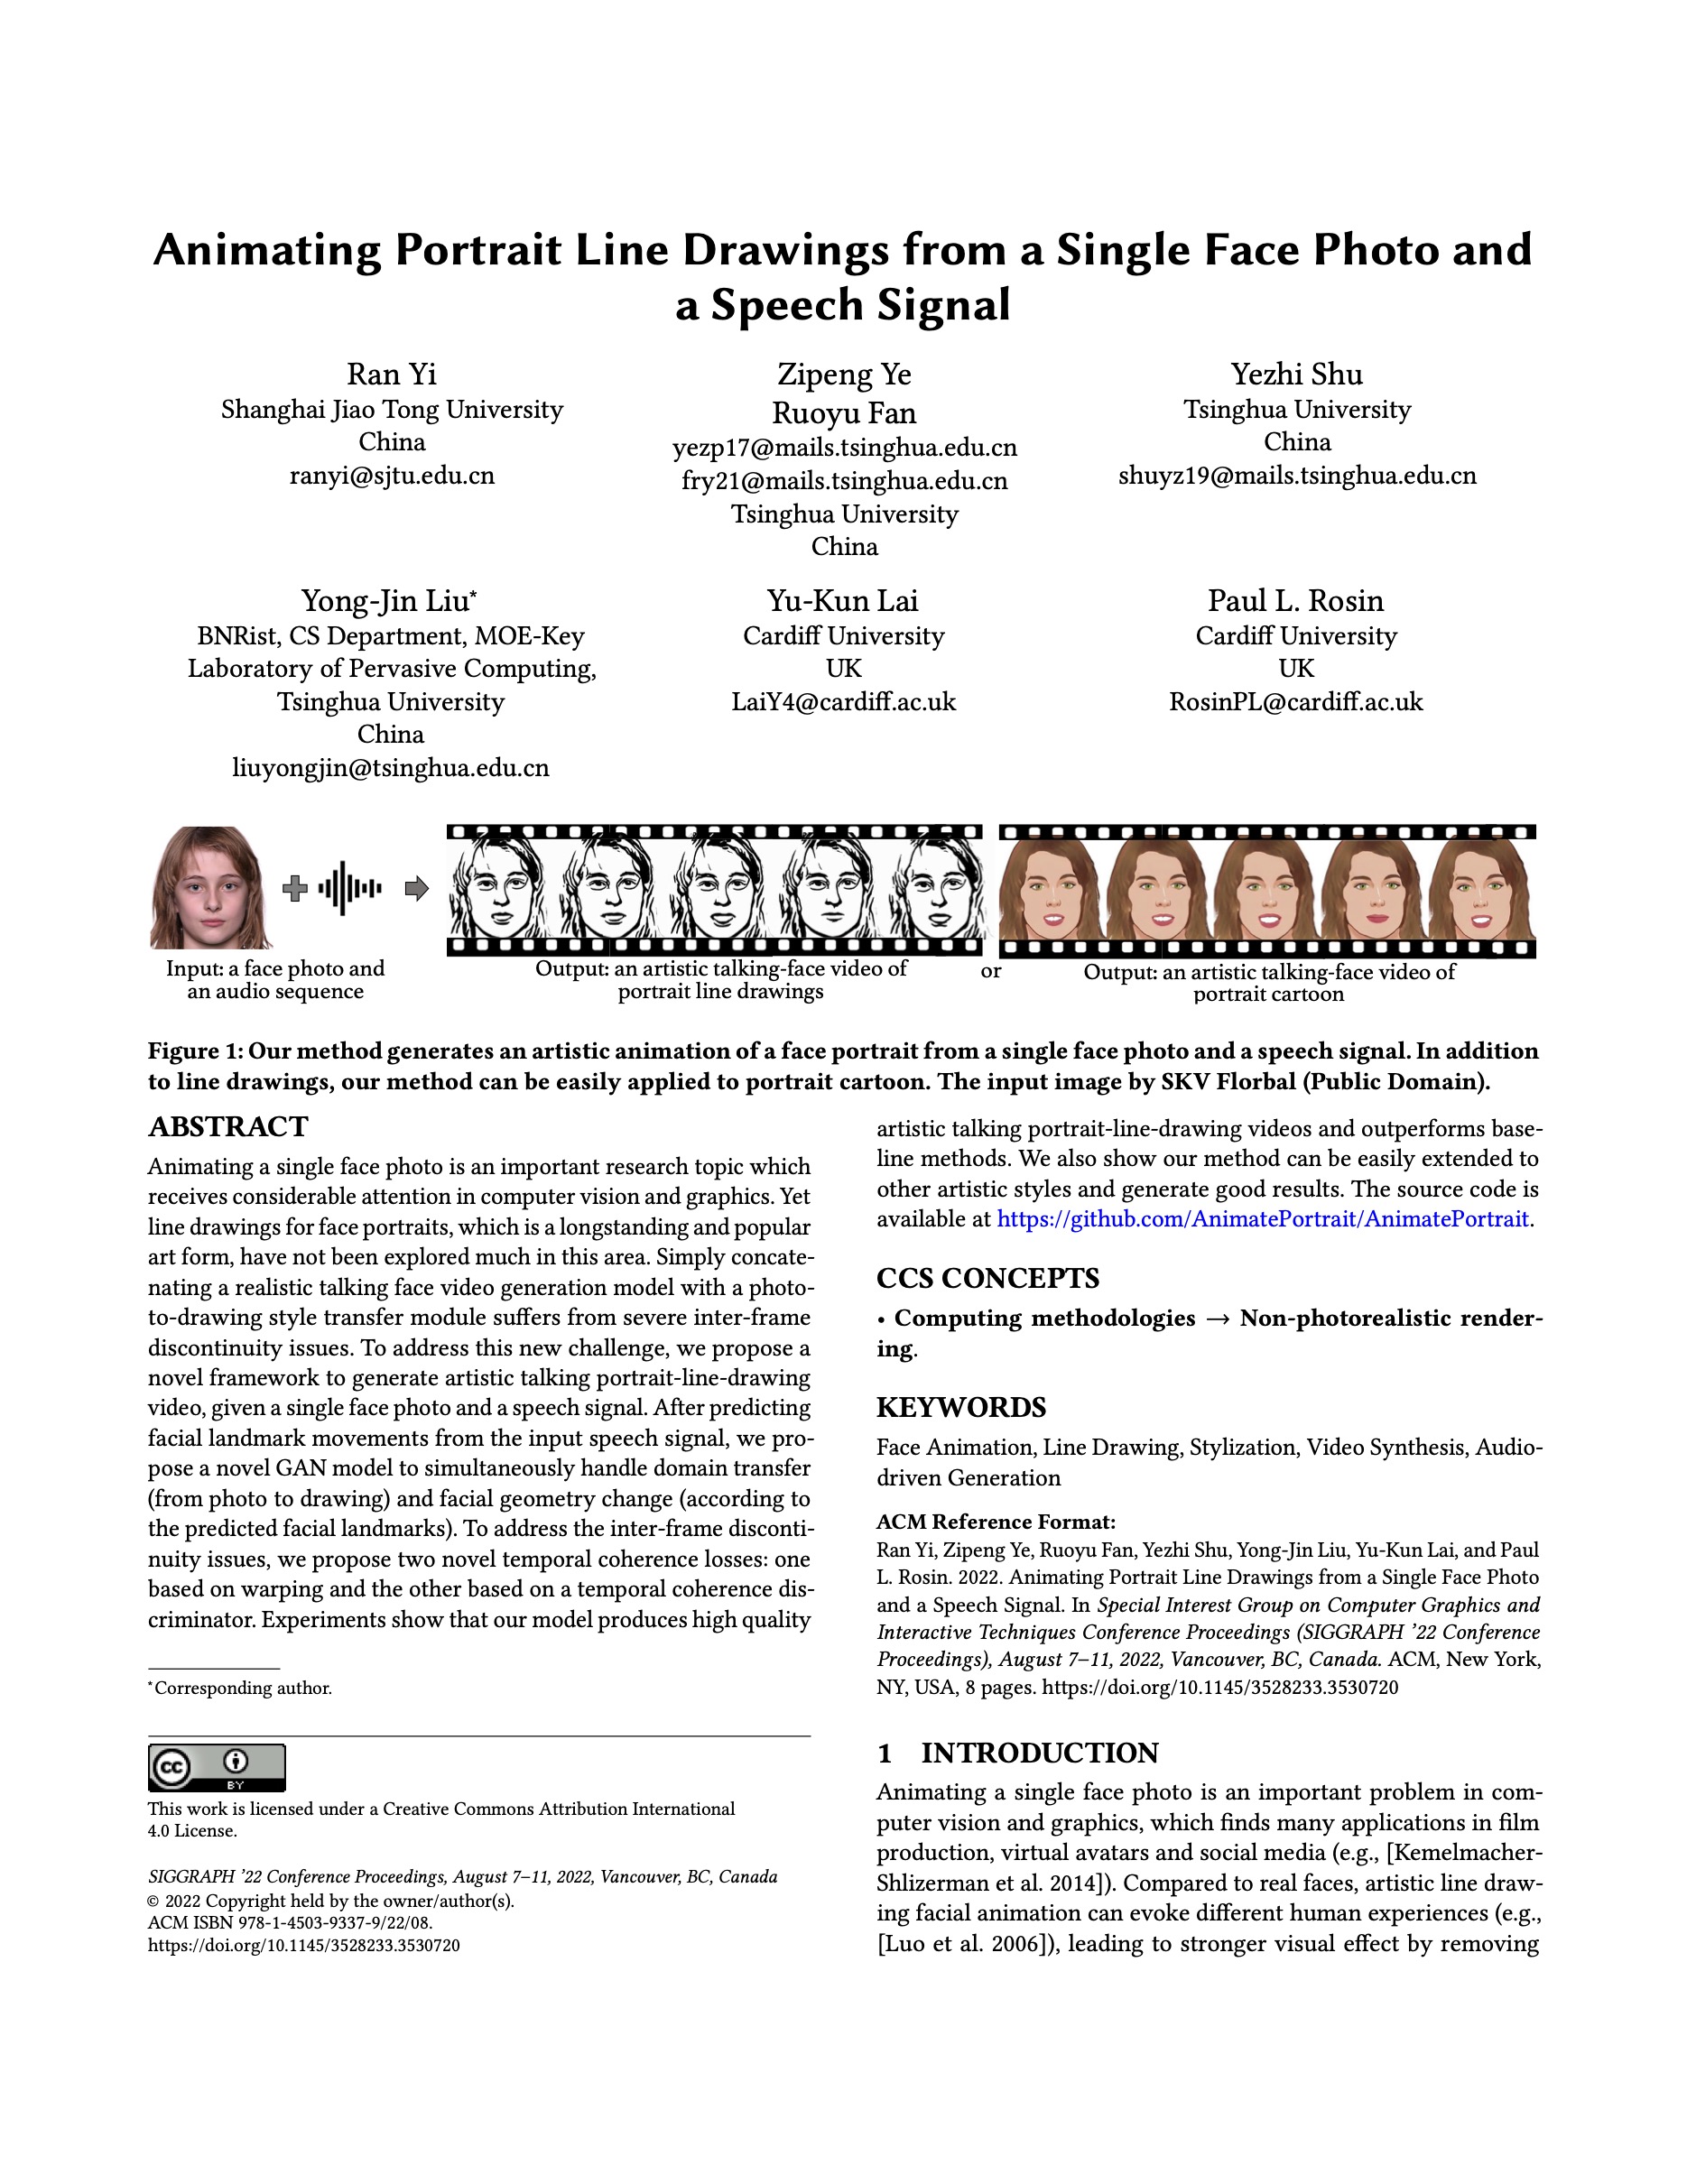 Animating Portrait Line Drawings from a Single Face Photo and
a Speech Signal
Ran Yi
Shanghai Jiao Tong University
China
ranyi@sjtu.edu.cn
Zipeng Ye
Ruoyu Fan
yezp17@mails.tsinghua.edu.cn
fry21@mails.tsinghua.edu.cn
Tsinghua University
China
Yezhi Shu
Tsinghua University
China
shuyz19@mails.tsinghua.edu.cn
Yong-Jin Liu*
BNRist, CS Department, MOE-Key
Laboratory of Pervasive Computing,
Tsinghua University
China
liuyongjin@tsinghua.edu.cn
Yu-Kun Lai
Cardiff University
UK
LaiY4@cardiff.ac.uk
Paul L. Rosin
Cardiff University
UK
RosinPL@cardiff.ac.uk
Input: a face photo and
an audio sequence
Output: an artistic talking-face video of
portrait line drawings
or
Output: an artistic talking-face video of
portrait cartoon
Figure 1: Our method generates an artistic animation of a face portrait from a single face photo and a speech signal. In addition
to line drawings, our method can be easily applied to portrait cartoon. The input image by SKV Florbal (Public Domain).
ABSTRACT
Animating a single face photo is an important research topic which
receives considerable attention in computer vision and graphics. Yet
line drawings for face portraits, which is a longstanding and popular
art form, have not been explored much in this area. Simply concate-
nating a realistic talking face video generation model with a photo-
to-drawing style transfer module suffers from severe inter-frame
discontinuity issues. To address this new challenge, we propose a
novel framework to generate artistic talking portrait-line-drawing
video, given a single face photo and a speech signal. After predicting
facial landmark movements from the input speech signal, we pro-
pose a novel GAN model to simultaneously handle domain transfer
(from photo to drawing) and facial geometry change (according to
the predicted facial landmarks). To address the inter-frame disconti-
nuity issues, we propose two novel temporal coherence losses: one
based on warping and the other based on a temporal coherence dis-
criminator. Experiments show that our model produces high quality
*Corresponding author.
cc
BY
This work is licensed under a Creative Commons Attribution International
4.0 License.
SIGGRAPH ’22 Conference Proceedings, August 7–11, 2022, Vancouver, BC, Canada
© 2022 Copyright held by the owner/author(s).
ACM ISBN 978-1-4503-9337-9/22/08.
https://doi.org/10.1145/3528233.3530720
artistic talking portrait-line-drawing videos and outperforms base-
line methods. We also show our method can be easily extended to
other artistic styles and generate good results. The source code is
available at https://github.com/AnimatePortrait/AnimatePortrait.
CCS CONCEPTS
• Computing methodologies → Non-photorealistic render-
ing.
KEYWORDS
Face Animation, Line Drawing, Stylization, Video Synthesis, Audio-
driven Generation
ACM Reference Format:
Ran Yi, Zipeng Ye, Ruoyu Fan, Yezhi Shu, Yong-Jin Liu, Yu-Kun Lai, and Paul
L. Rosin. 2022. Animating Portrait Line Drawings from a Single Face Photo
and a Speech Signal. In Special Interest Group on Computer Graphics and
Interactive Techniques Conference Proceedings (SIGGRAPH ’22 Conference
Proceedings), August 7–11, 2022, Vancouver, BC, Canada. ACM, New York,
NY, USA, 8 pages. https://doi.org/10.1145/3528233.3530720
1 INTRODUCTION
Animating a single face photo is an important problem in com-
puter vision and graphics, which finds many applications in film
production, virtual avatars and social media (e.g., [Kemelmacher-
Shlizerman et al. 2014]). Compared to real faces, artistic line draw-
ing facial animation can evoke different human experiences (e.g.,
[Luo et al. 2006]), leading to stronger visual effect by removing